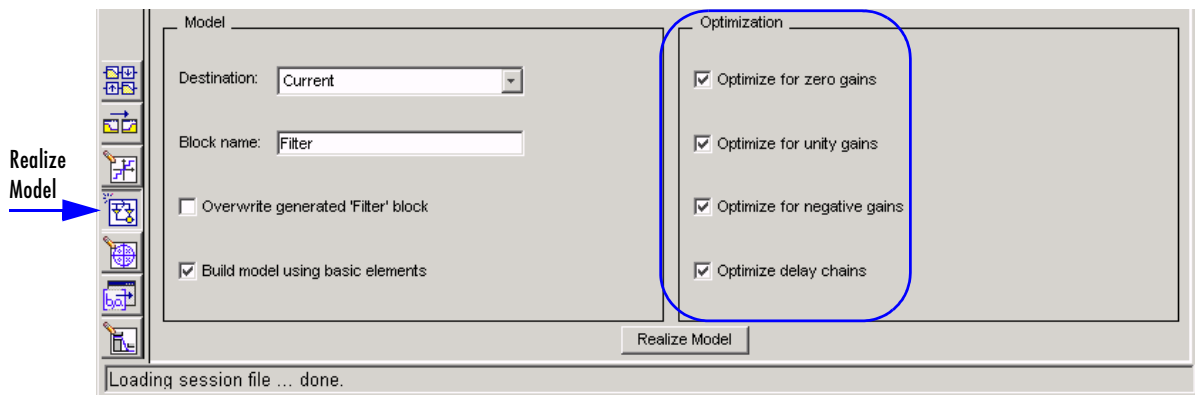 Model
Optimization
Destination: Current
Optimize for zero gains
Block name: Filter
Optimize for unity gains
Realize
Model
Overwrite generated 'Filter' block
Optimize for negative gains
Build model using basic elements
Optimize delay chains
[b,a]
Realize Model
Loading session file ... done.